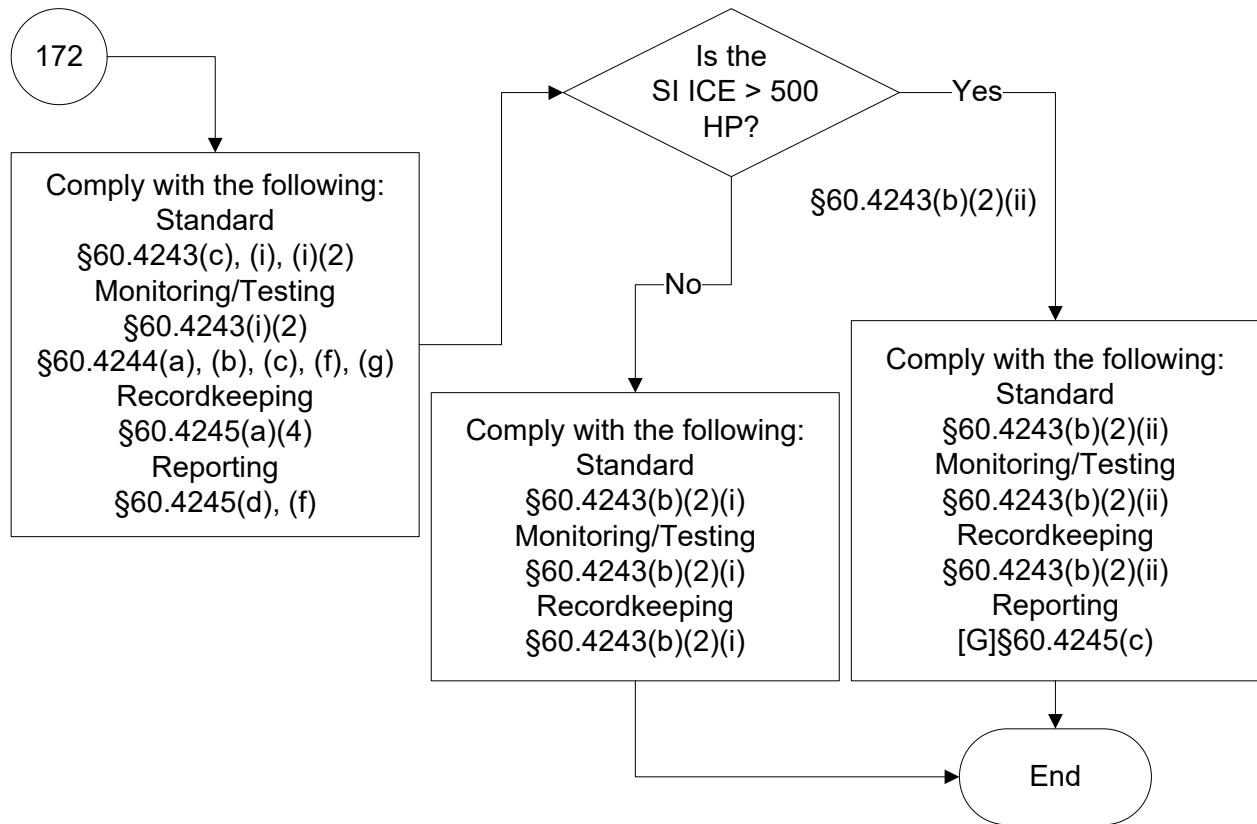 172
Comply with the following:
Standard
§60.4243(c), (i), (i)(2)
Monitoring/Testing
§60.4243(i)(2)
§60.4244(a), (b), (c), (f), (g)
Recordkeeping
§60.4245(a)(4)
Reporting
§60.4245(d), (f)
Is the
SI ICE > 500
HP?
Yes
§60.4243(b)(2)(ii)
No
Comply with the following:
Standard
§60.4243(b)(2)(i)
Monitoring/Testing
§60.4243(b)(2)(i)
Recordkeeping
§60.4243(b)(2)(i)
Comply with the following:
Standard
§60.4243(b)(2)(ii)
Monitoring/Testing
§60.4243(b)(2)(ii)
Recordkeeping
§60.4243(b)(2)(ii)
Reporting
[G]§60.4245(c)
End